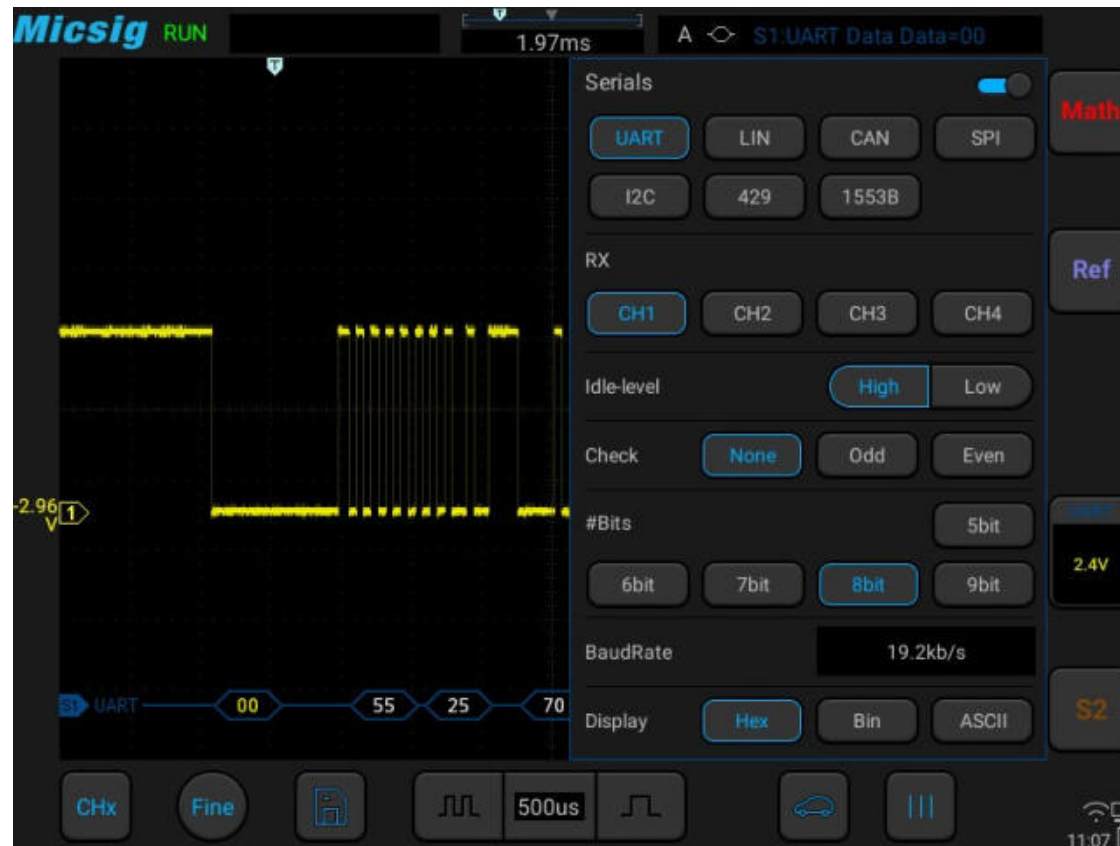 Micsig RUN
T
1.97ms
A S1:UART Data Data=00
T
Serials
UART LIN CAN SPI
Math
I2C 429 1553B
RX
Ref
CH1 CH2 CH3 CH4
Idle-level High Low
Check None Odd Even
-2.96
V 1
#Bits 5bit
UART
2.4V
6bit 7bit 8bit 9bit
BaudRate 19.2kb/s
S1 UART 00 55 25 70
Display Hex Bin ASCII
S2
CHx Fine 500us
11:07